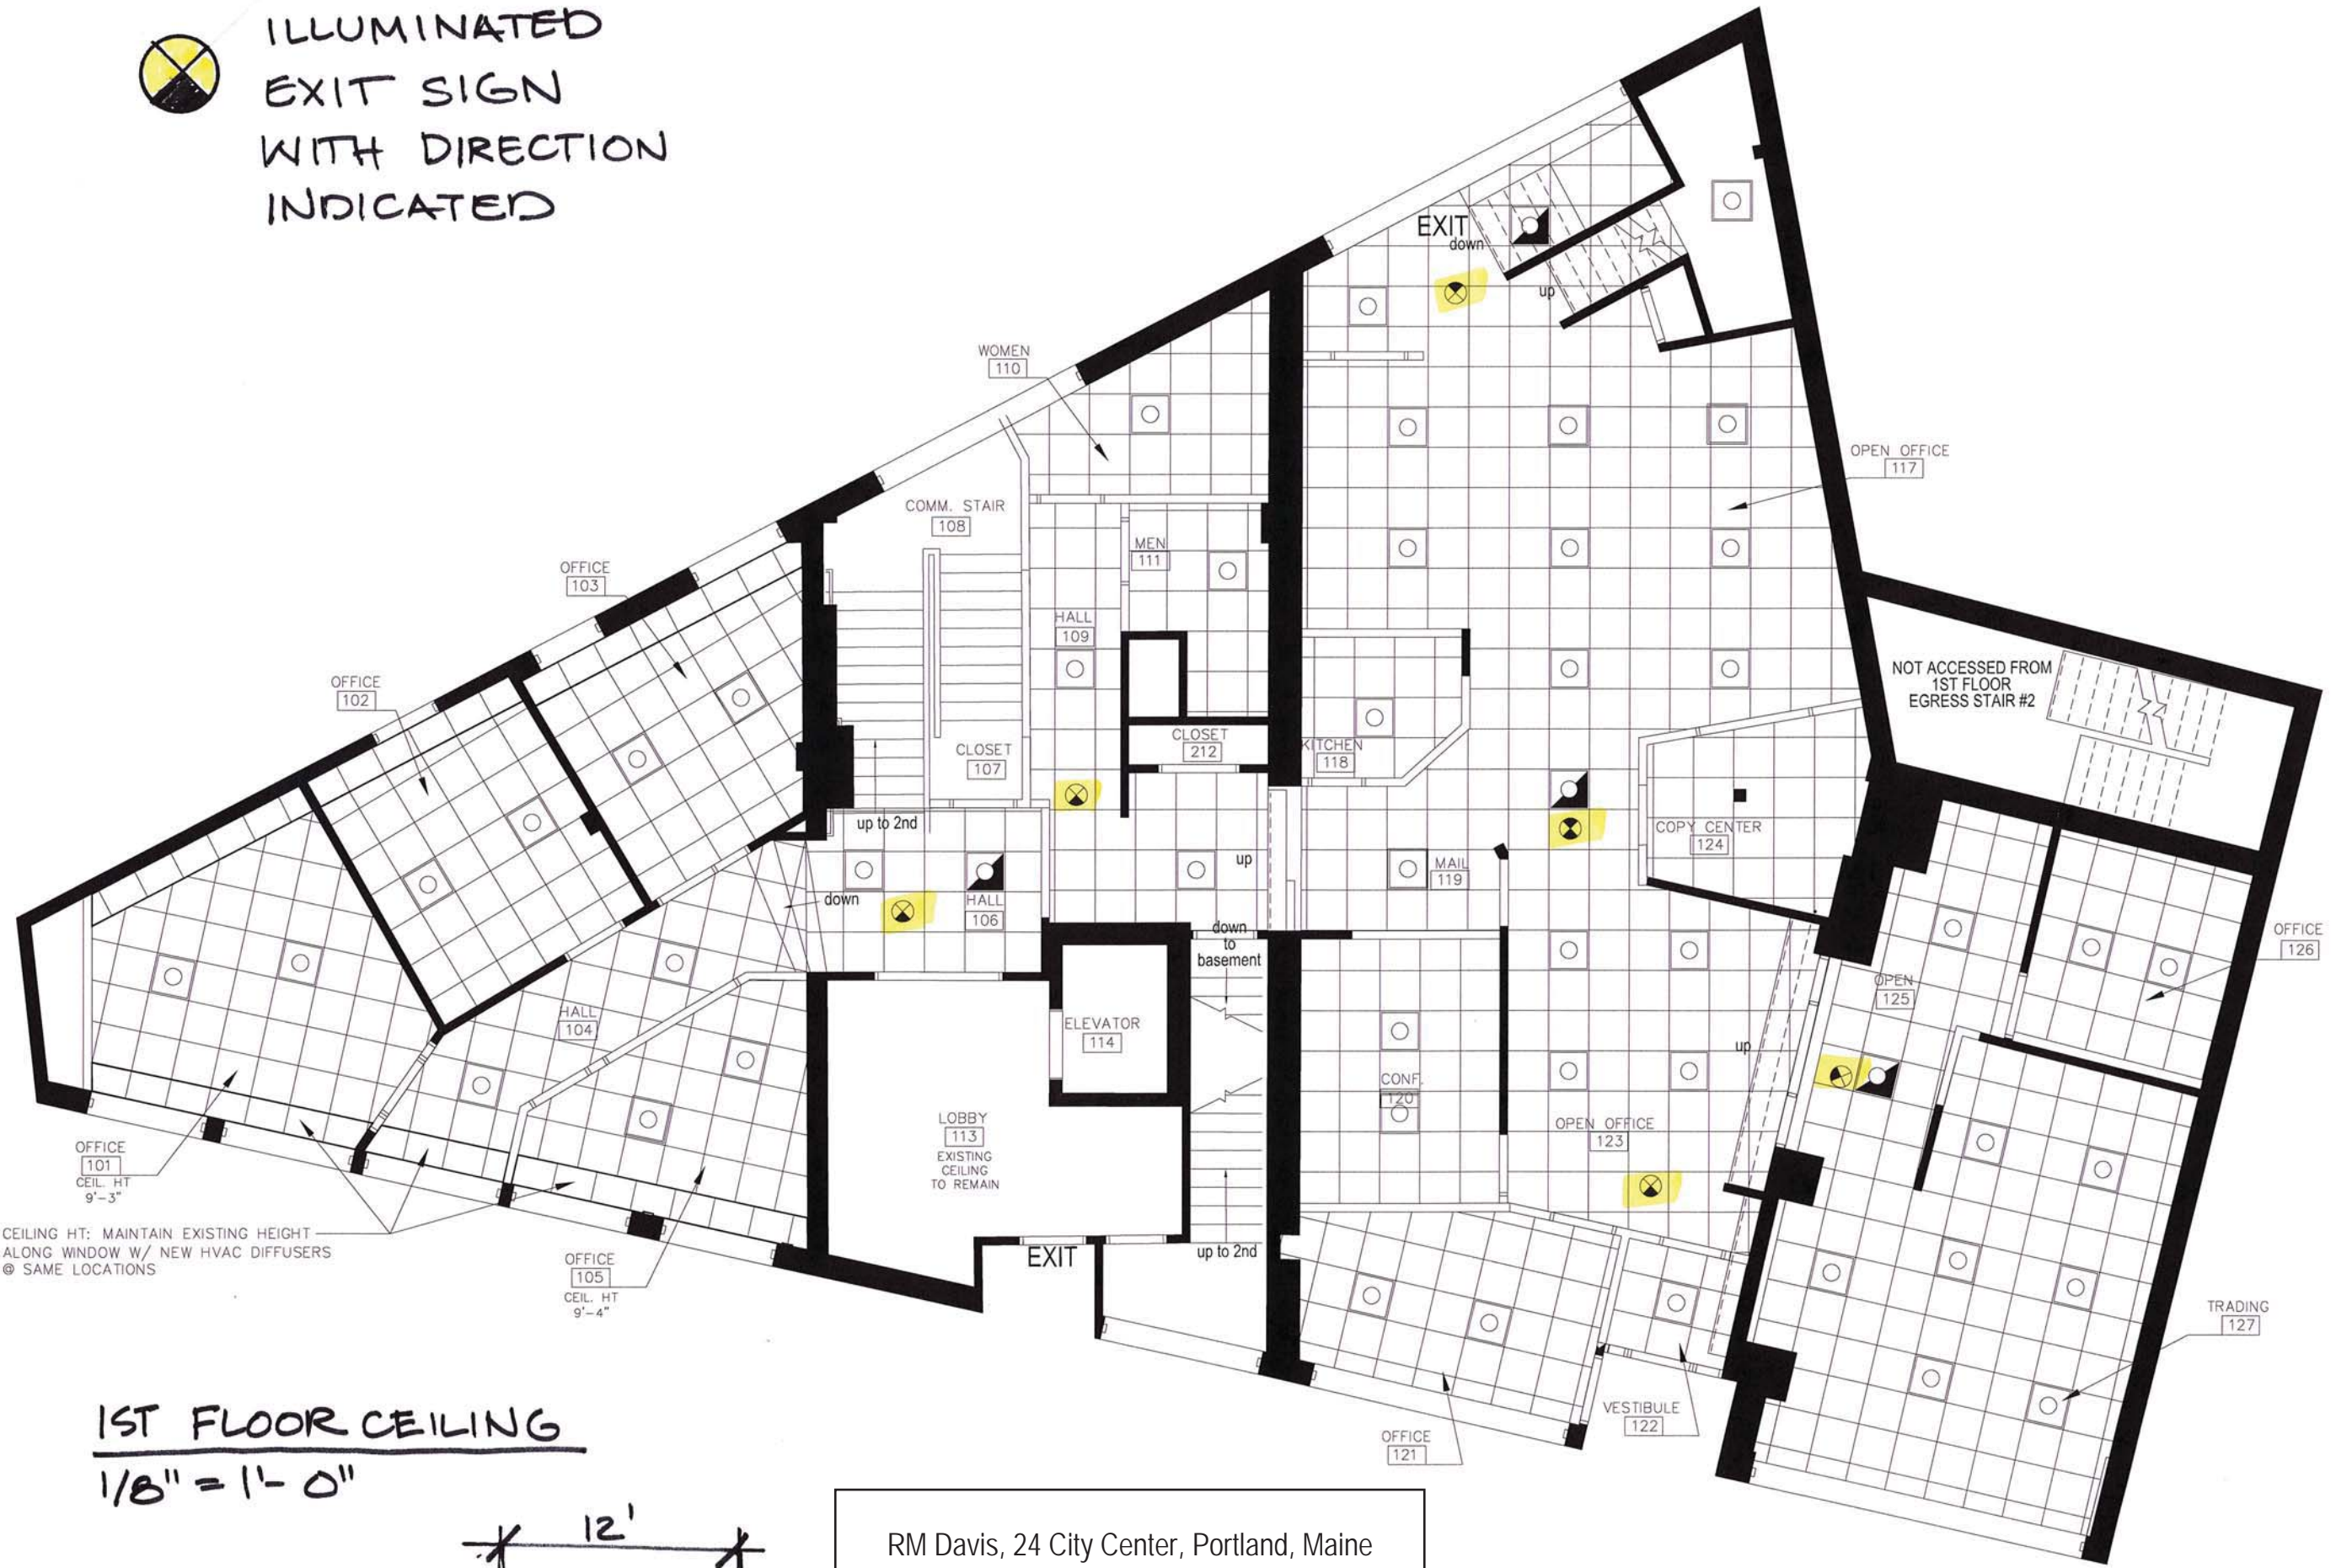 ILLUMINATED
EXIT SIGN
WITH DIRECTION
INDICATED
EXIT
down
up
WOMEN
110
OPEN OFFICE
117
COMM. STAIR
108
MEN
111
OFFICE
103
HALL
109
NOT ACCESSED FROM
1ST FLOOR
EGRESS STAIR #2
OFFICE
102
CLOSET
107
CLOSET
212
KITCHEN
118
up to 2nd
COPY CENTER
124
up
MAIL
119
down
HALL
106
down
to
basement
OFFICE
126
OPEN
125
HALL
104
ELEVATOR
114
up
CONF.
120
LOBBY
113
EXISTING
CEILING
TO REMAIN
OPEN OFFICE
123
OFFICE
101
CEIL. HT
9'-3"
CEILING HT: MAINTAIN EXISTING HEIGHT
ALONG WINDOW W/ NEW HVAC DIFFUSERS
@ SAME LOCATIONS
EXIT
up to 2nd
OFFICE
105
CEIL. HT
9'-4"
TRADING
127
VESTIBULE
122
OFFICE
121
1ST FLOOR CEILING
1/8" = 1'- 0"
12'
RM Davis, 24 City Center, Portland, Maine